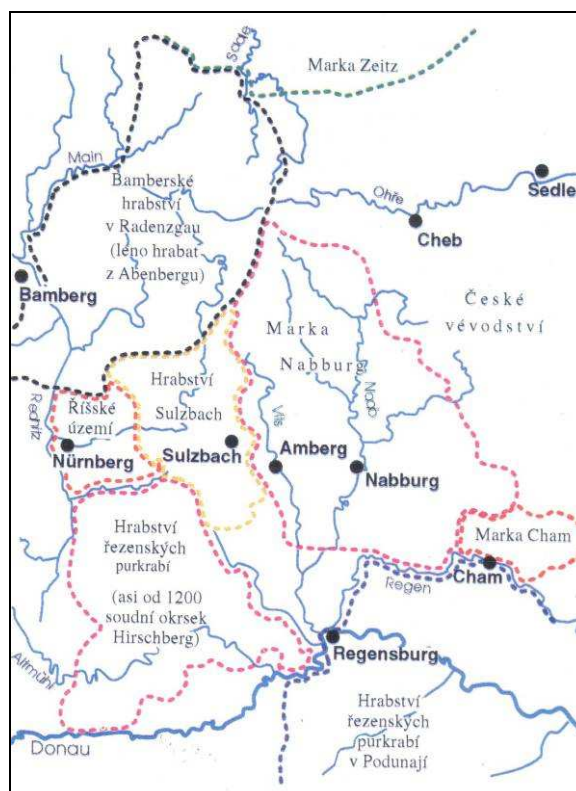 Saale
Marka Zeitz
Main
Bamberské
hrabství
v Radenzgau
(léno hrabat
z Abenbergu)
Ohře
Sedle
Cheb
Bamberg
České
vévodství
Marka
Nabburg
Naab
Hrabství
Sulzbach
Rednitz
Říšské
území
Vils
Nürnberg
Sulzbach
Amberg
Nabburg
Marka Cham
Hrabství
řezenských
purkrabí
(asi od 1200
soudní okrsek
Hirschberg)
Cham
Regen
Altmühl
Regensburg
Hrabství
řezenských
purkrabí
v Podunají
Donau